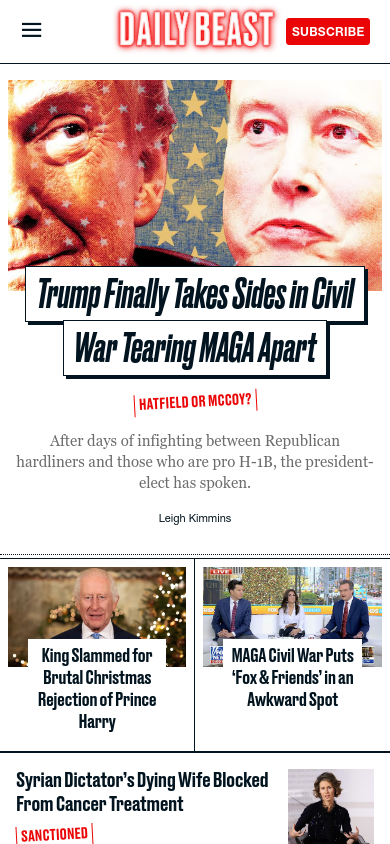 DAILY BEAST
SUBSCRIBE
Trump Finally Takes Sides in Civil
War Tearing MAGA Apart
HATFIELD OR MCCOY?
After days of infighting between Republican
hardliners and those who are pro H-1B, the president-
elect has spoken.
Leigh Kimmins
King Slammed for
Brutal Christmas
Rejection of Prince
Harry
MAGA Civil War Puts
‘Fox & Friends’ in an
Awkward Spot
Syrian Dictator’s Dying Wife Blocked
From Cancer Treatment
SANCTIONED